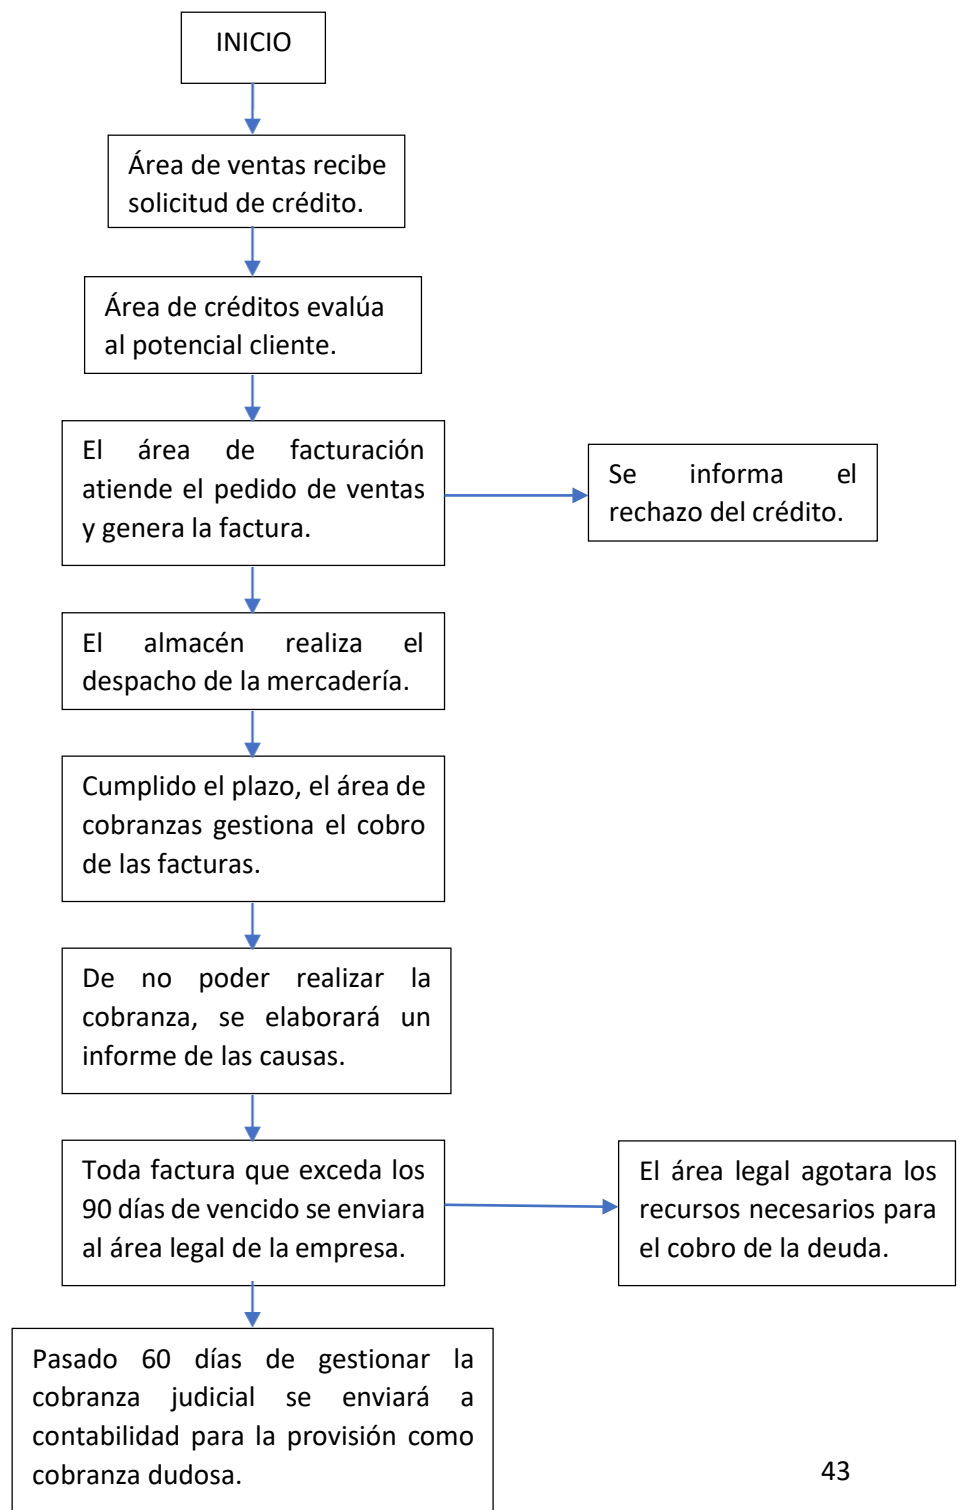 INICIO
Área de ventas recibe
solicitud de crédito.
Área de créditos evalúa
al potencial cliente.
El área de facturación
atiende el pedido de ventas
y genera la factura.
Se informa el
rechazo del crédito.
El almacén realiza el
despacho de la mercadería.
Cumplido el plazo, el área de
cobranzas gestiona el cobro
de las facturas.
De no poder realizar la
cobranza, se elaborará un
informe de las causas.
Toda factura que exceda los
90 días de vencido se enviara
al área legal de la empresa.
El área legal agotara los
recursos necesarios para
el cobro de la deuda.
Pasado 60 días de gestionar la
cobranza judicial se enviará a
contabilidad para la provisión como
cobranza dudosa.
43